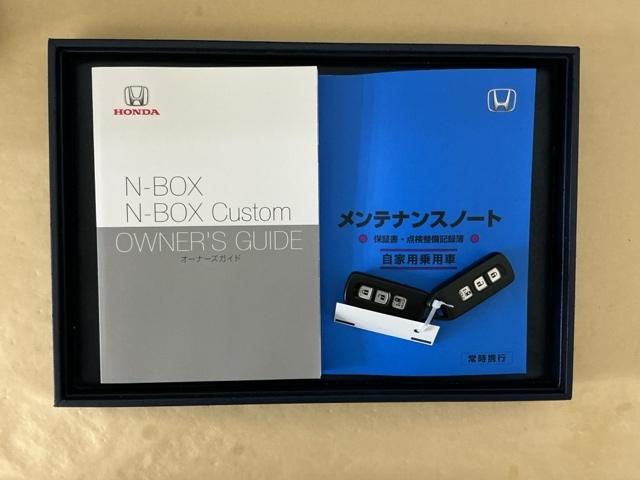 HONDA
N-BOX
N-BOX Custom
OWNER'S GUIDE
オーナーズガイド
メンテナンスノート
保証書・点検整備記録簿
自家用乗用車
常時携行